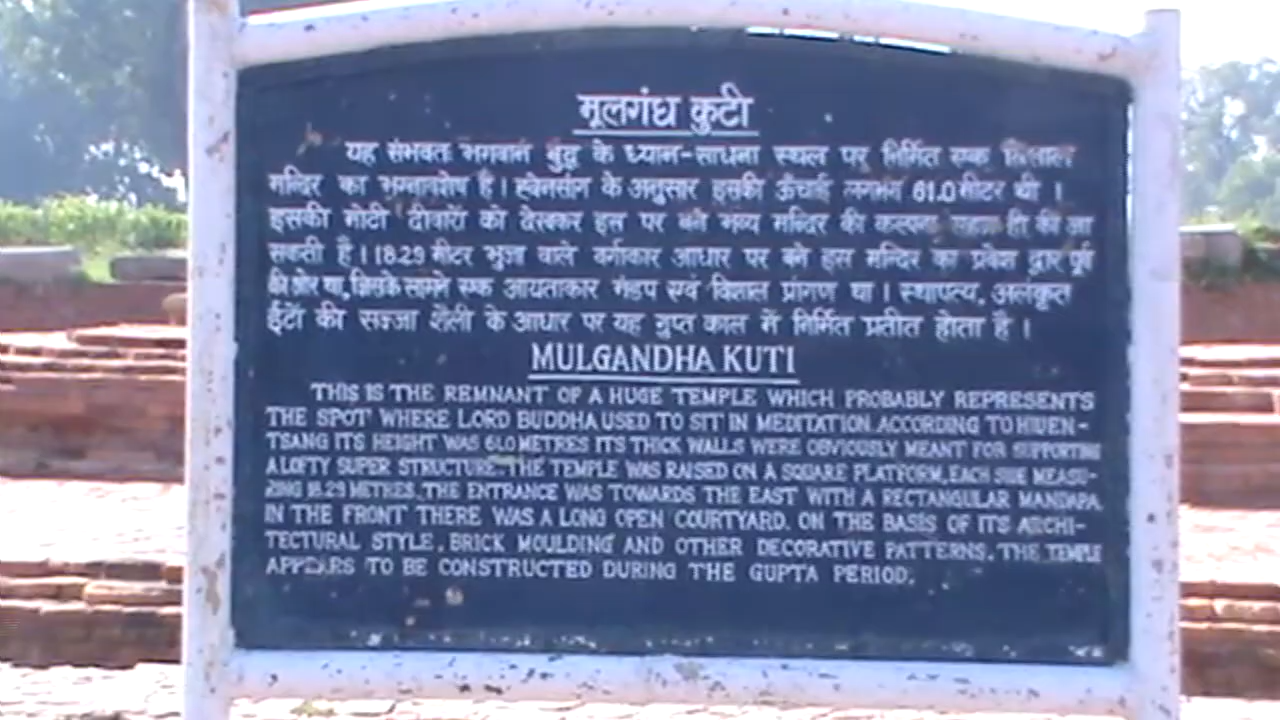 मूलगंध कुटी
यह संभवतः भगवान बुद्ध के ध्यान-साधना स्थल पर निर्मित एक विशाल
मन्दिर का भग्नावशेष है। ह्वेनसांग के अनुसार इसकी ऊँचाई लगभग 61.0 मीटर थी ।
इसकी मोटी दीवारों को देखकर इस पर बने भव्य मन्दिर की कल्पना सहज ही की जा
सकती है । 18.29 मीटर भुजा वाले वर्गाकार आधार पर बने इस मन्दिर का प्रवेश द्वार पूर्व
की ओर था, जिसके सामने एक आयताकार मंडप एवं विशाल प्रांगण था । स्थापत्य, अलंकृत
ईंटों की सज्जा शैली के आधार पर यह गुप्त काल में निर्मित प्रतीत होता है ।
MULGANDHA KUTI
THIS IS THE REMNANT OF A HUGE TEMPLE WHICH PROBABLY REPRESENTS
THE SPOT WHERE LORD BUDDHA USED TO SIT IN MEDITATION. ACCORDING TO HIUEN-
TSANG ITS HEIGHT WAS 61.0 METRES ITS THICK WALLS WERE OBVIOUSLY MEANT FOR SUPPORTING
A LOFTY SUPER STRUCTURE. THE TEMPLE WAS RAISED ON A SQUARE PLATFORM, EACH SIDE MEASU-
RING 18.29 METRES. THE ENTRANCE WAS TOWARDS THE EAST WITH A RECTANGULAR MANDAPA.
IN THE FRONT THERE WAS A LONG OPEN COURTYARD. ON THE BASIS OF ITS ARCHI-
TECTURAL STYLE, BRICK MOULDING AND OTHER DECORATIVE PATTERNS, THE TEMPLE
APPEARS TO BE CONSTRUCTED DURING THE GUPTA PERIOD.